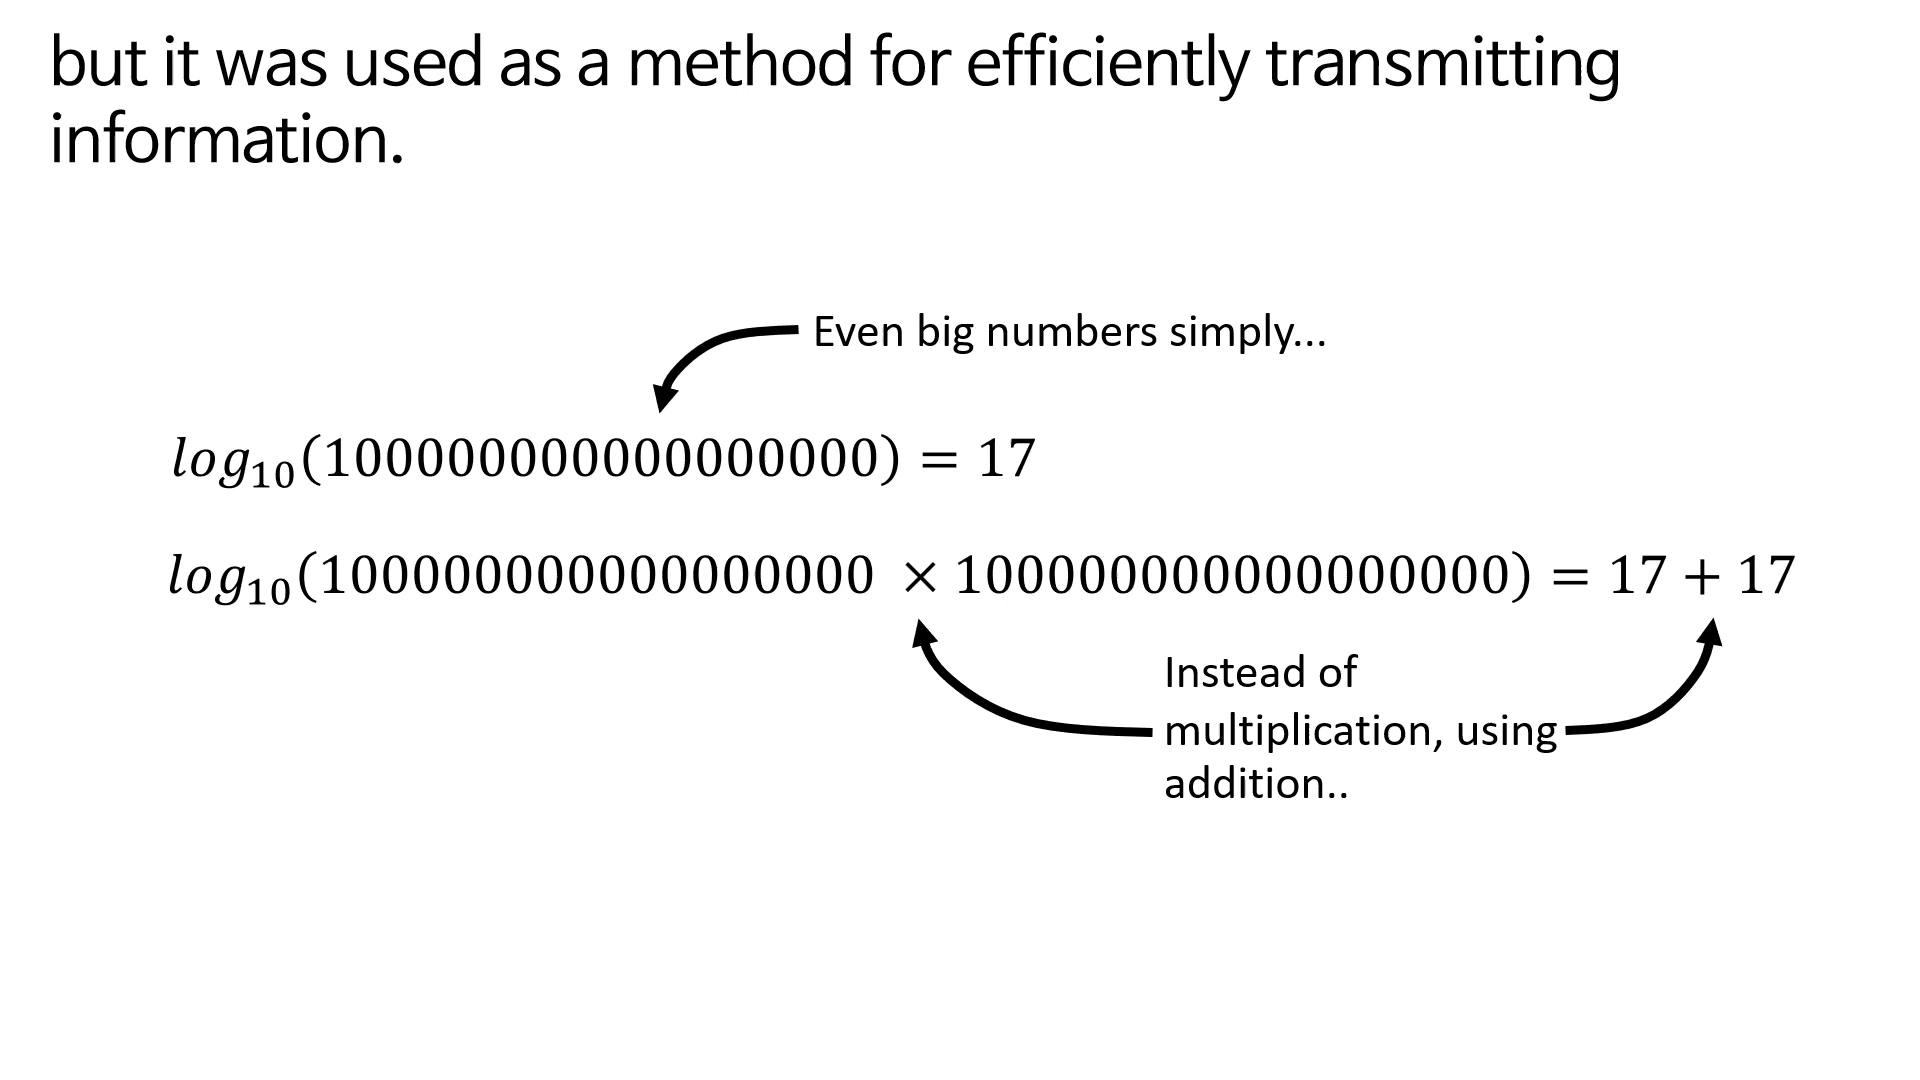 but it was used as a method for efficiently transmitting
information.
Even big numbers simply...
log₁₀(100000000000000000) = 17
log₁₀(100000000000000000 × 100000000000000000) = 17 + 17
Instead of
multiplication, using
addition..